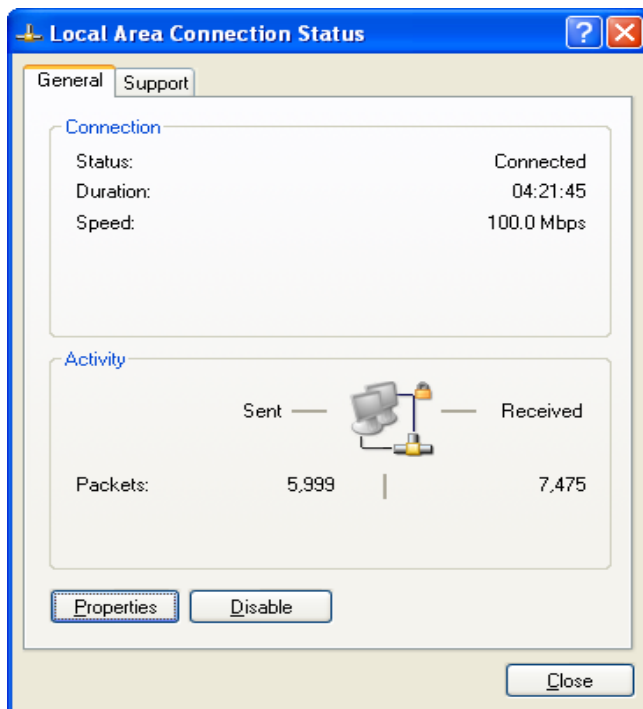 Local Area Connection Status
General Support
Connection
Status: Connected
Duration: 04:21:45
Speed: 100.0 Mbps
Activity
Sent Received
Packets: 5,999 7,475
Properties Disable
Close